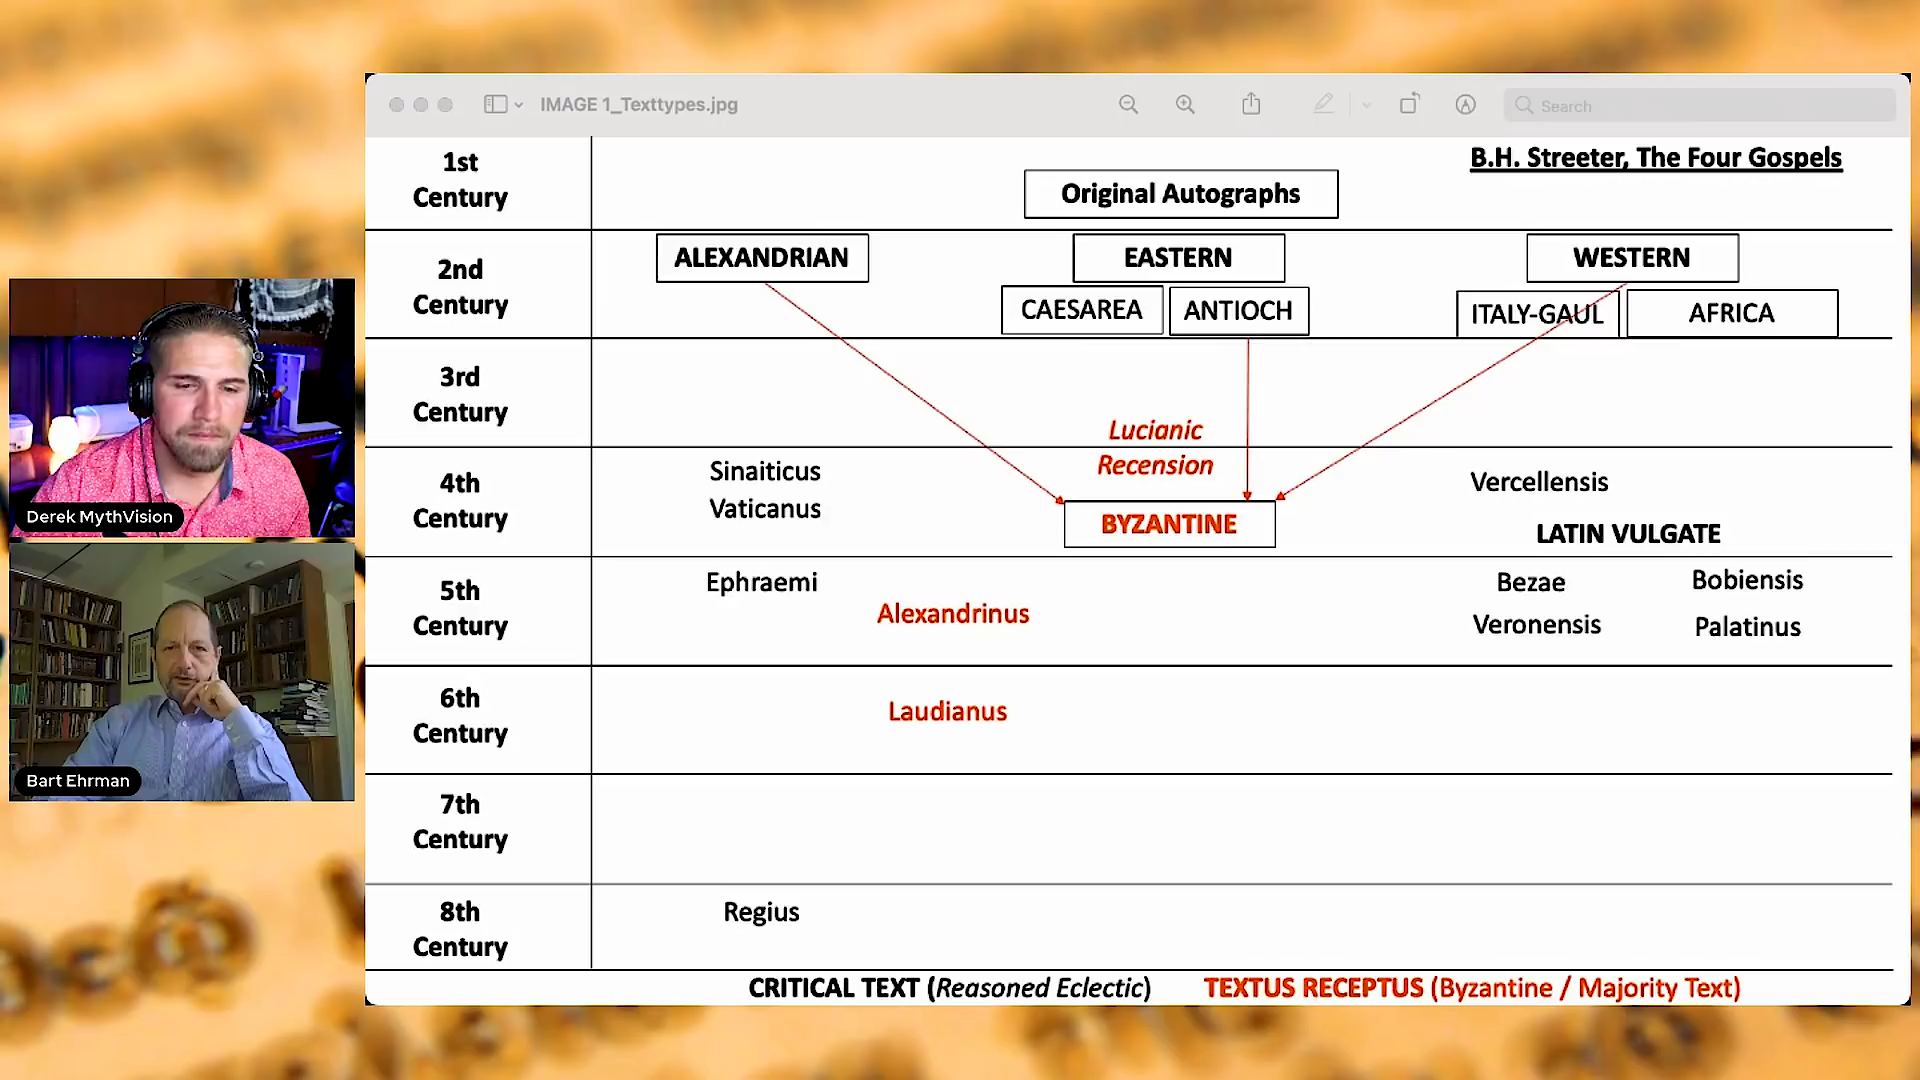 IMAGE 1_Texttypes.jpg
Search
1st
Century
B.H. Streeter, The Four Gospels
Original Autographs
2nd
Century
ALEXANDRIAN
EASTERN
WESTERN
CAESAREA
ANTIOCH
ITALY-GAUL
AFRICA
3rd
Century
Lucianic
Recension
4th
Century
Sinaiticus
Vaticanus
BYZANTINE
Vercellensis
LATIN VULGATE
5th
Century
Ephraemi
Alexandrinus
Bezae
Bobiensis
Veronensis
Palatinus
6th
Century
Laudianus
7th
Century
8th
Century
Regius
CRITICAL TEXT (Reasoned Eclectic)
TEXTUS RECEPTUS (Byzantine / Majority Text)
Derek MythVision
Bart Ehrman